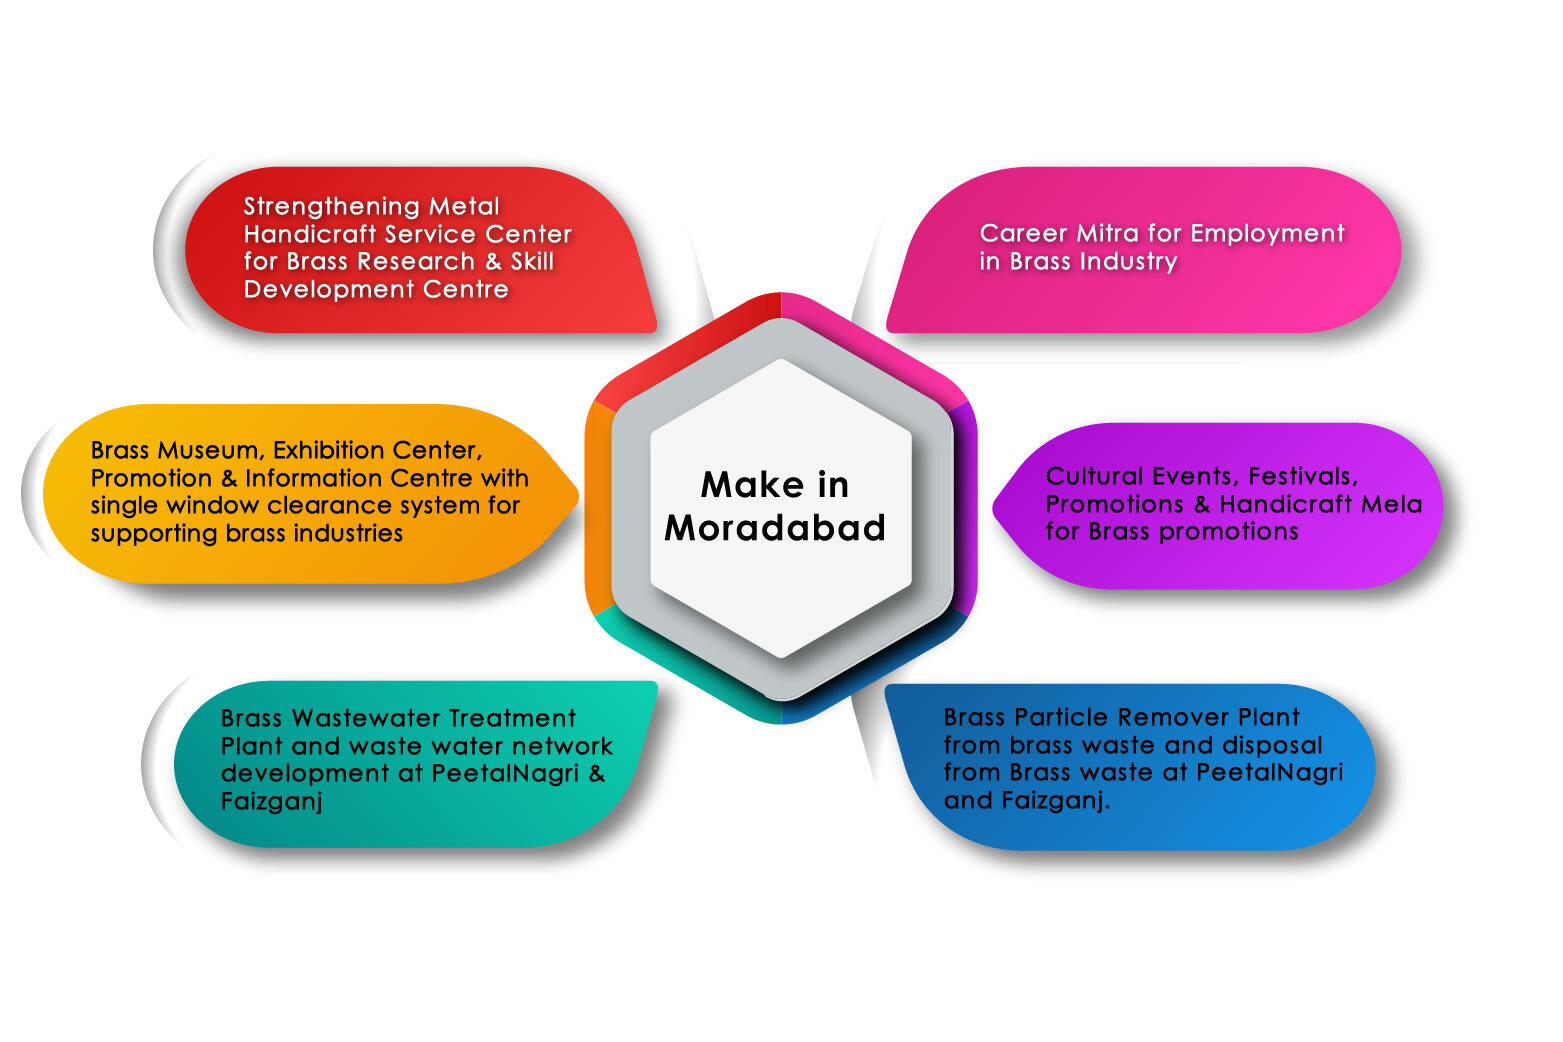 Strengthening Metal
Handicraft Service Center
for Brass Research & Skill
Development Centre
Career Mitra for Employment
in Brass Industry
Brass Museum, Exhibition Center,
Promotion & Information Centre with
single window clearance system for
supporting brass industries
Make in
Moradabad
Cultural Events, Festivals,
Promotions & Handicraft Mela
for Brass promotions
Brass Wastewater Treatment
Plant and waste water network
development at PeetalNagri &
Faizganj
Brass Particle Remover Plant
from brass waste and disposal
from Brass waste at PeetalNagri
and Faizganj.